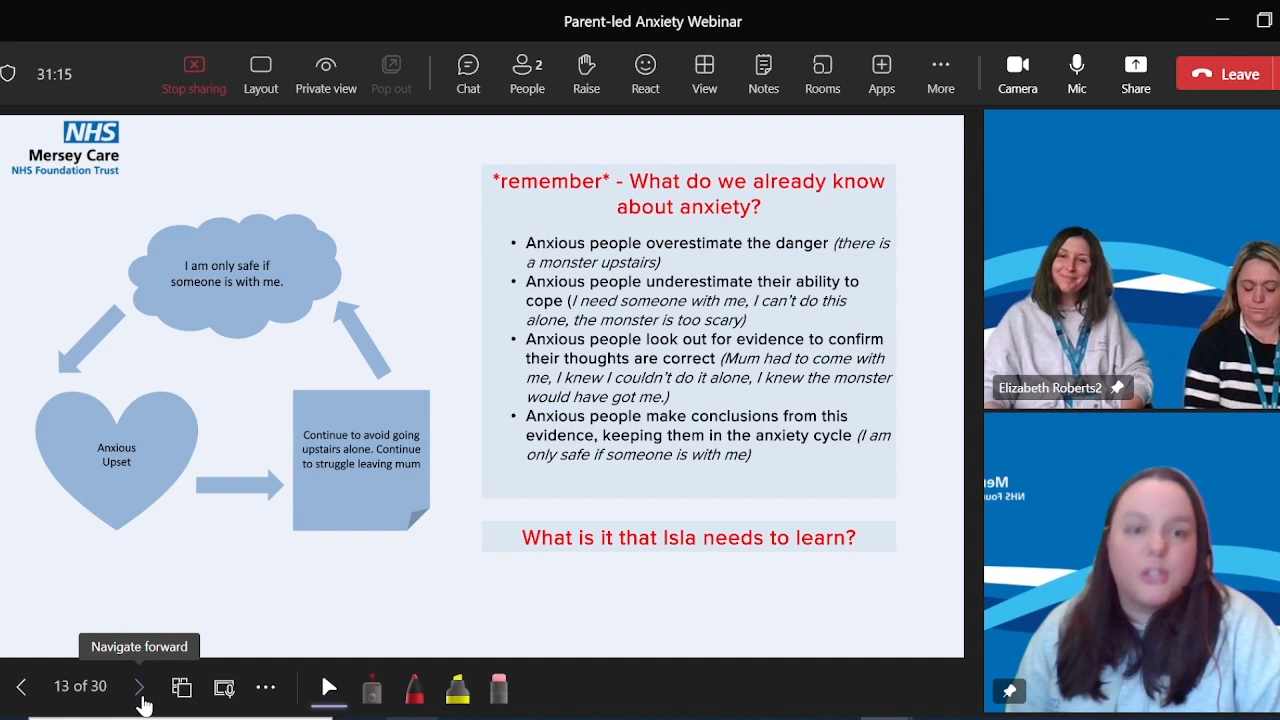 Parent-led Anxiety Webinar
31:15
Stop sharing
Layout
Private view
Pop out
Chat
2
People
Raise
React
View
Notes
Rooms
Apps
More
Camera
Mic
Share
Leave
NHS
Mersey Care
NHS Foundation Trust
I am only safe if
someone is with me.
Anxious
Upset
Continue to avoid going
upstairs alone. Continue
to struggle leaving mum
*remember* - What do we already know
about anxiety?
• Anxious people overestimate the danger (there is
a monster upstairs)
• Anxious people underestimate their ability to
cope (I need someone with me, I can't do this
alone, the monster is too scary)
• Anxious people look out for evidence to confirm
their thoughts are correct (Mum had to come with
me, I knew I couldn't do it alone, I knew the monster
would have got me.)
• Anxious people make conclusions from this
evidence, keeping them in the anxiety cycle (I am
only safe if someone is with me)
What is it that Isla needs to learn?
Elizabeth Roberts2
Navigate forward
13 of 30